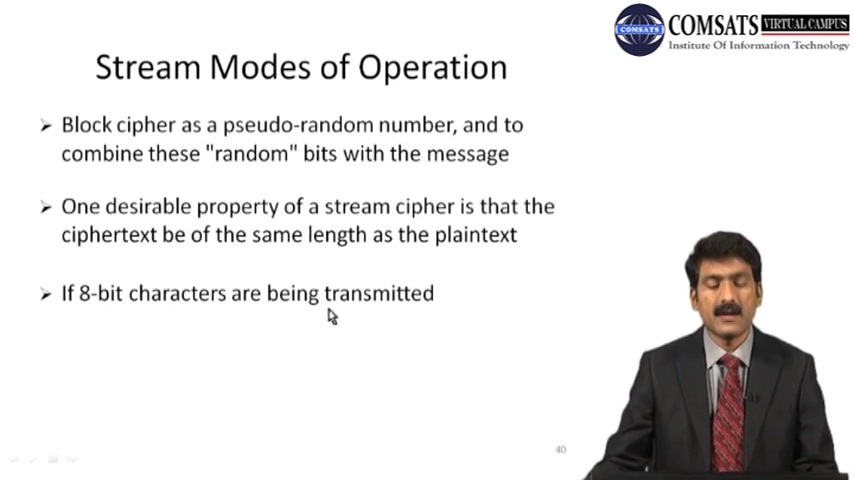 COMSATS VIRTUAL CAMPUS
Institute Of Information Technology
COMSATS
Stream Modes of Operation
Block cipher as a pseudo-random number, and to
combine these "random" bits with the message
One desirable property of a stream cipher is that the
ciphertext be of the same length as the plaintext
If 8-bit characters are being transmitted
40